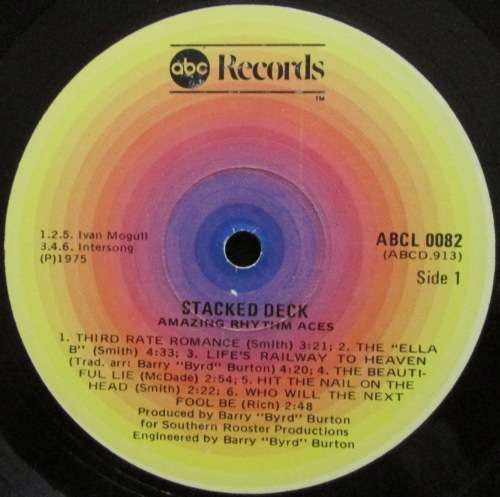 abc Records
TM
1.2.5. Ivan Mogull
3.4.6. Intersong
(P)1975
ABCL 0082
(ABCD.913)
Side 1
STACKED DECK
AMAZING RHYTHM ACES
1. THIRD RATE ROMANCE (Smith) 3:21; 2. THE "ELLA
B" (Smith) 4:33; 3. LIFE'S RAILWAY TO HEAVEN
(Trad. arr: Barry "Byrd" Burton) 4:20; 4. THE BEAUTI-
FUL LIE (McDade) 2:54; 5. HIT THE NAIL ON THE
HEAD (Smith) 2:22; 6. WHO WILL THE NEXT
FOOL BE (Rich) 2:48
Produced by Barry "Byrd" Burton
for Southern Rooster Productions
Engineered by Barry "Byrd" Burton